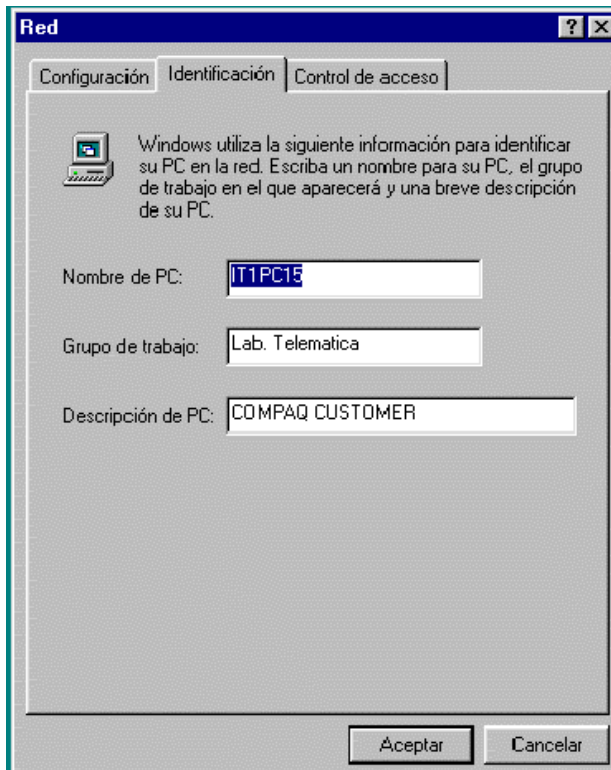 Red
Configuración Identificación Control de acceso
Windows utiliza la siguiente información para identificar
su PC en la red. Escriba un nombre para su PC, el grupo
de trabajo en el que aparecerá y una breve descripción
de su PC.
Nombre de PC: IT1PC15
Grupo de trabajo: Lab. Telematica
Descripción de PC: COMPAQ CUSTOMER
Aceptar Cancelar